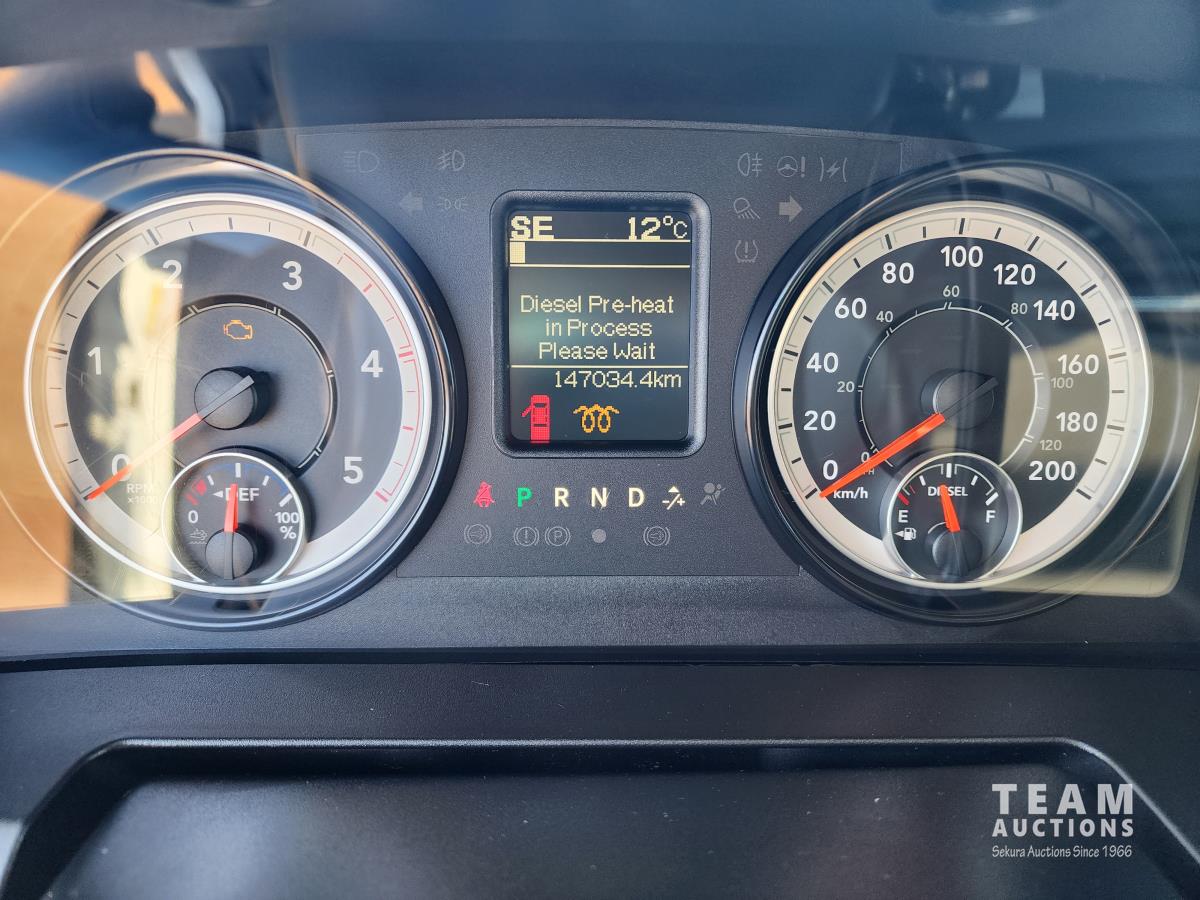 SE 12°C
Diesel Pre-heat
in Process
Please Wait
147034.4km
P R N D -/+
0 1 2 3 4 5
RPM
x1000
DEF
0 100
%
0 20 40 60 80 100 120 140 160 180 200
km/h
0 20 40 60 80 100 120
DIESEL
E F
TEAM
AUCTIONS
Sekura Auctions Since 1966